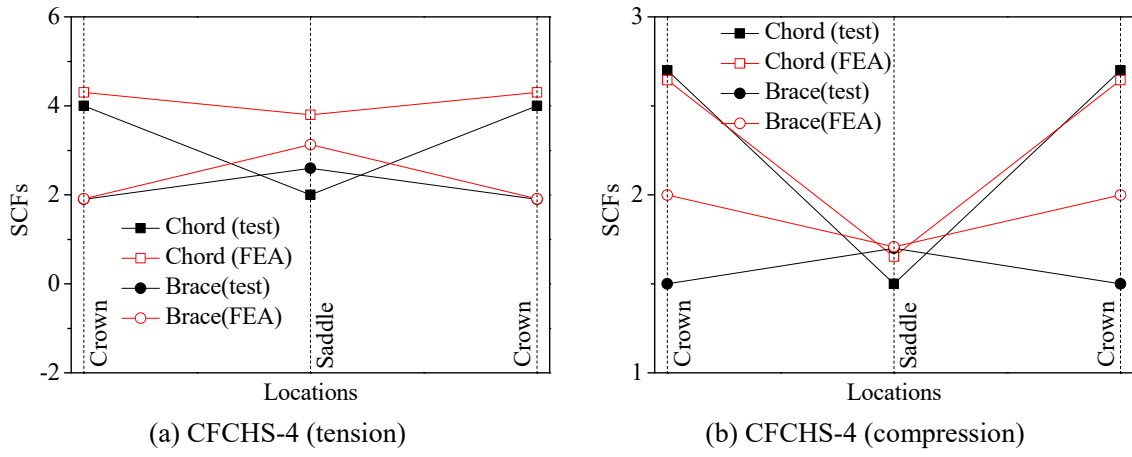 6
4
2
0
-2
SCFs
Chord (test)
Chord (FEA)
Brace(test)
Brace(FEA)
Crown
Saddle
Crown
Locations
(a) CFCHS-4 (tension)
3
2
1
SCFs
Chord (test)
Chord (FEA)
Brace(test)
Brace(FEA)
Crown
Saddle
Crown
Locations
(b) CFCHS-4 (compression)